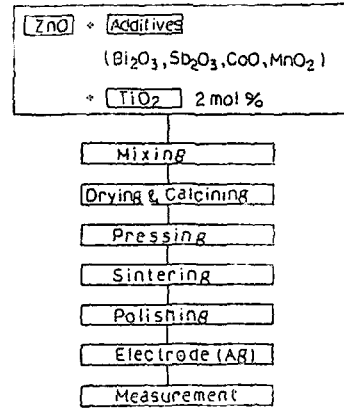 ZnO + Additives
(Bi₂O₃, Sb₂O₃, CoO, MnO₂)
+ TiO₂ 2 mol %
Mixing
Drying & Calcining
Pressing
Sintering
Polishing
Electrode (Ag)
Measurement